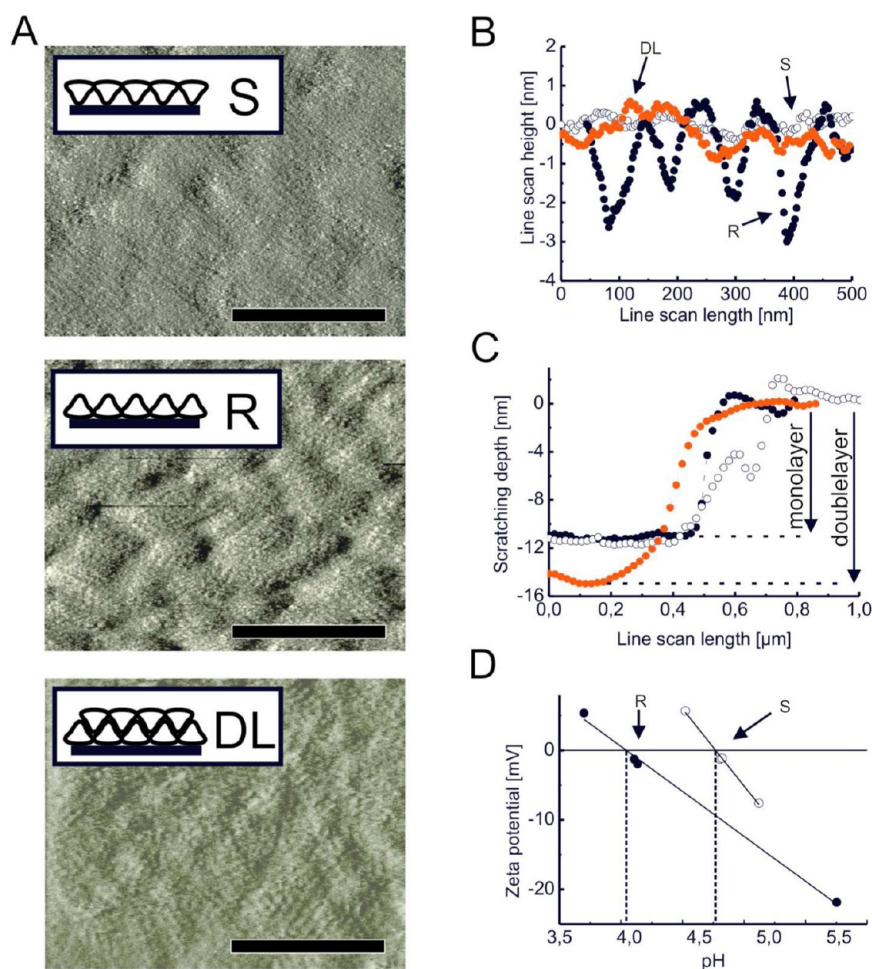 A
S
R
DL
B
DL
S
R
Line scan height [nm]
2
1
0
-1
-2
-3
-4
0
100
200
300
400
500
Line scan length [nm]
C
Scratching depth [nm]
0
-4
-8
-12
-16
monolayer
doublelayer
0,0
0,2
0,4
0,6
0,8
1,0
Line scan length [µm]
D
R
S
Zeta potential [mV]
0
-10
-20
3,5
4,0
4,5
5,0
5,5
pH